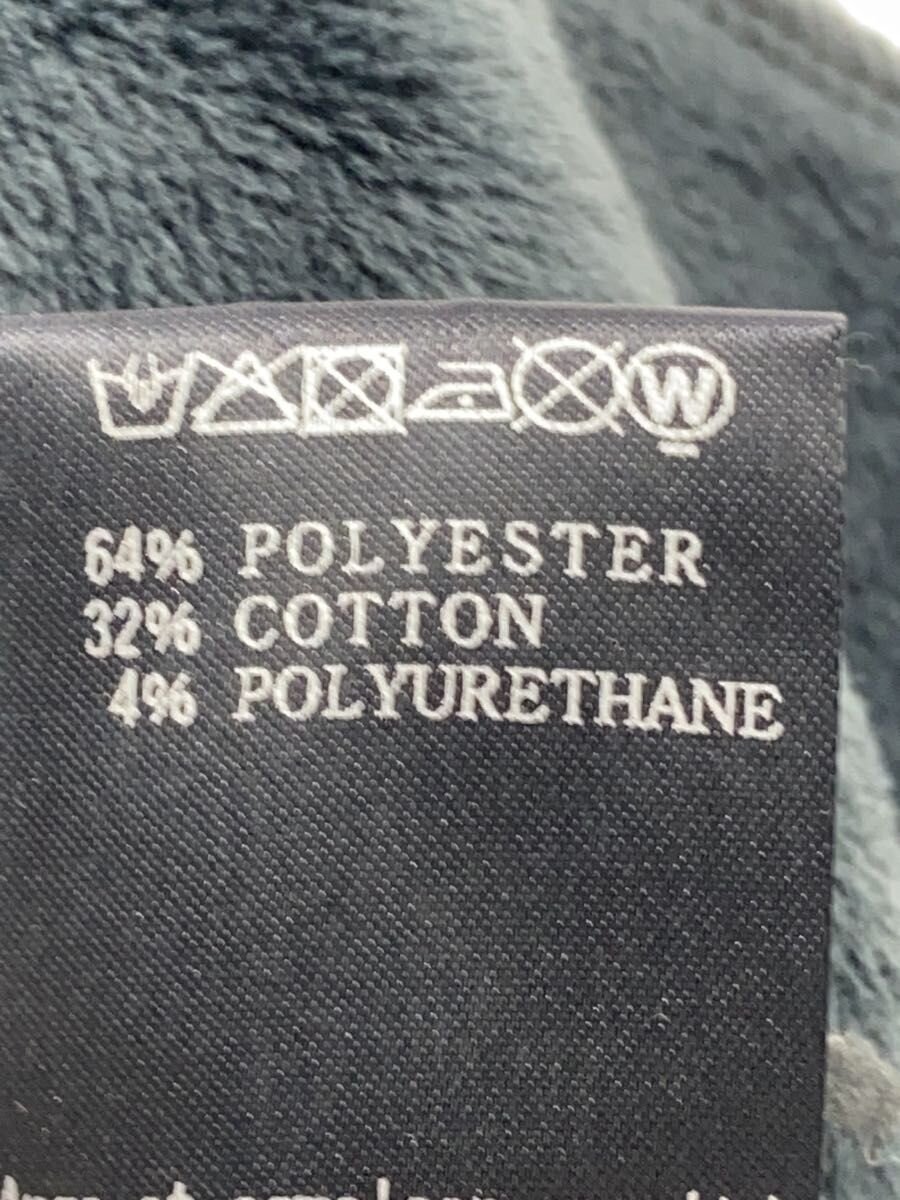 W
64% POLYESTER
32% COTTON
4% POLYURETHANE